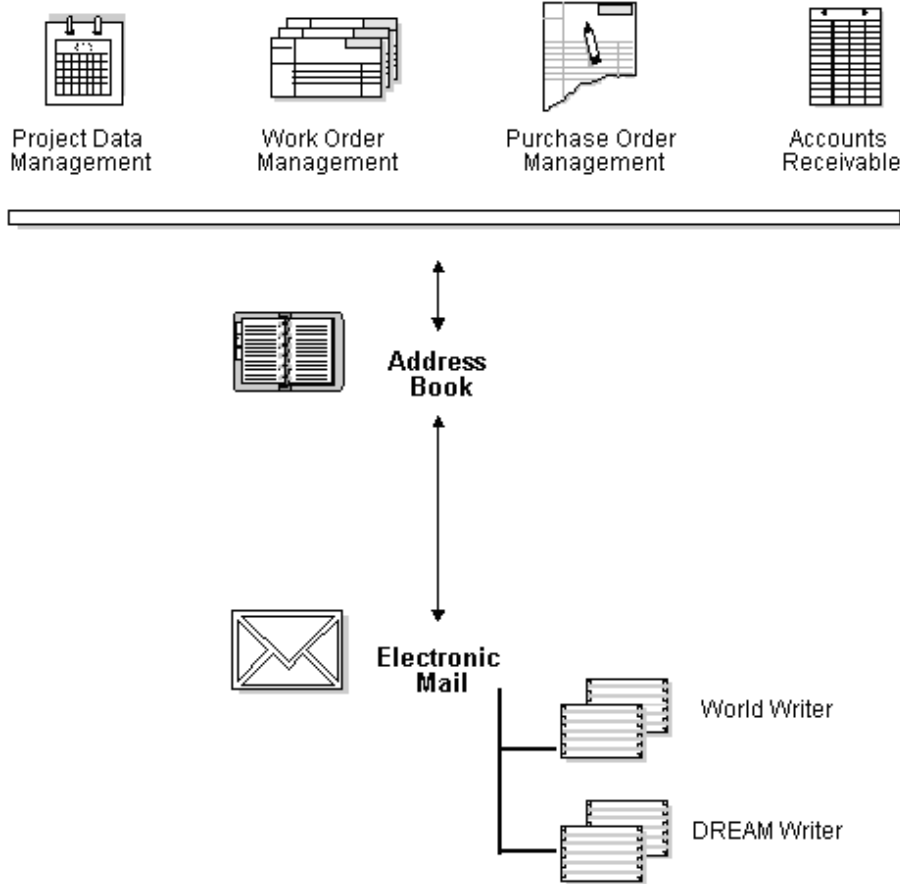 Project Data
Management
Work Order
Management
Purchase Order
Management
Accounts
Receivable
Address
Book
Electronic
Mail
World Writer
DREAM Writer